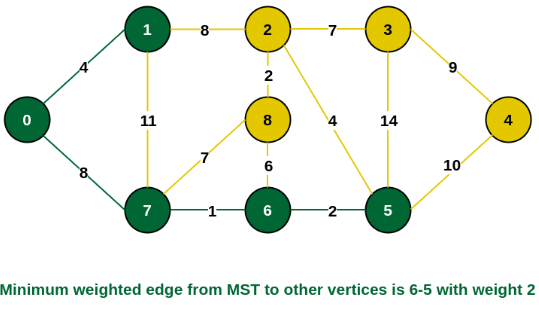 1 8 2 7 3
4 9
2
0 11 8 4 14 4
7
8 6 10
7 1 6 2 5
Minimum weighted edge from MST to other vertices is 6-5 with weight 2